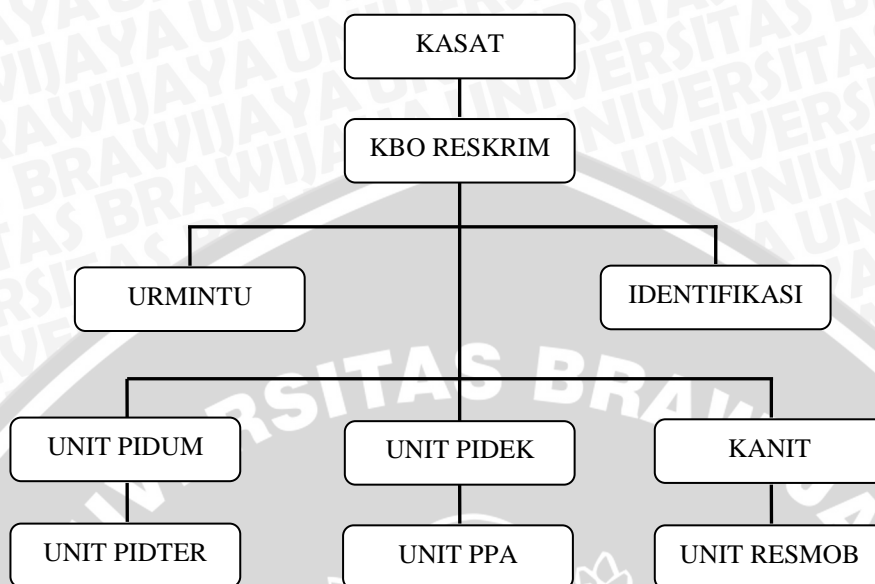 KASAT
KBO RESKRIM
URMINTU
IDENTIFIKASI
UNIT PIDUM
UNIT PIDEK
KANIT
UNIT PIDTER
UNIT PPA
UNIT RESMOB